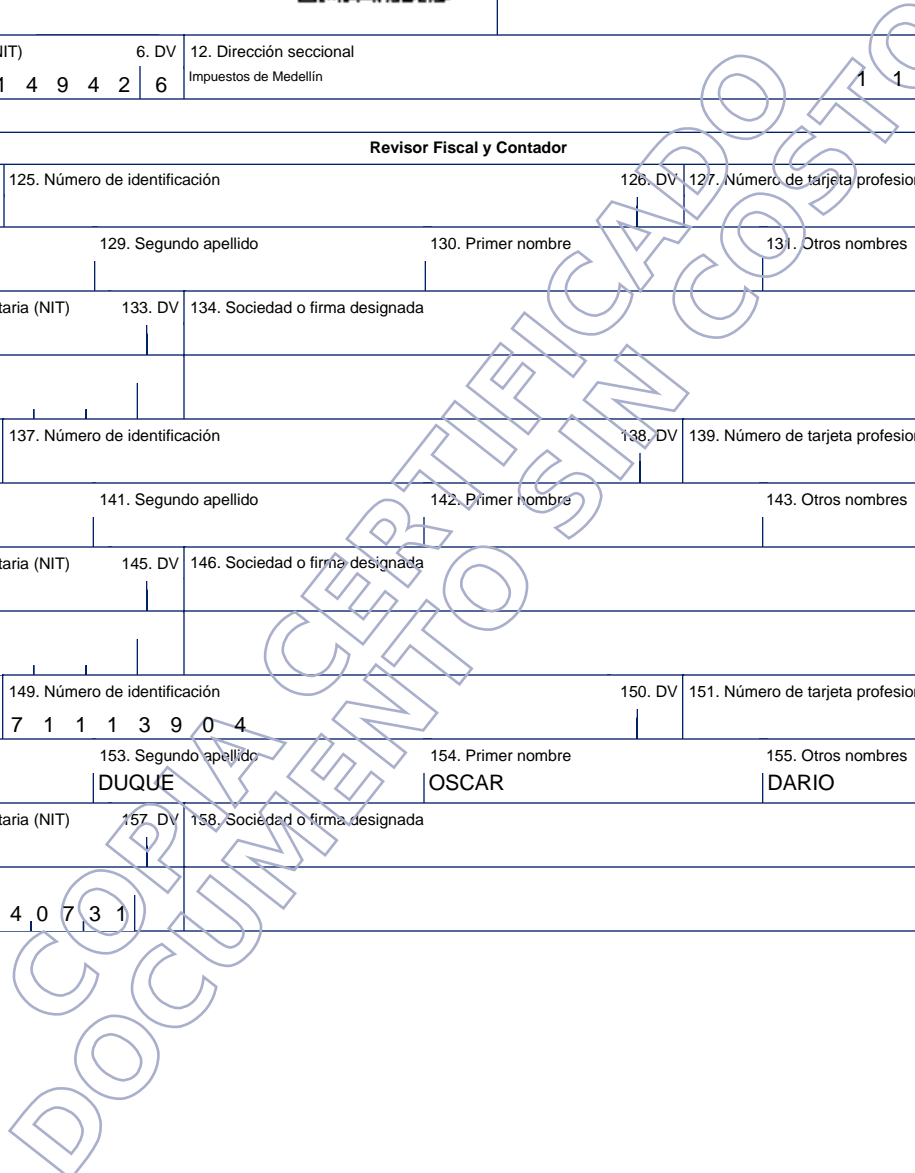 NIT) 6. DV 12. Dirección seccional
1 4 9 4 2 6 Impuestos de Medellín 1 1
Revisor Fiscal y Contador
125. Número de identificación 126. DV 127. Número de tarjeta profesion
129. Segundo apellido 130. Primer nombre 131. Otros nombres
taria (NIT) 133. DV 134. Sociedad o firma designada
137. Número de identificación 138. DV 139. Número de tarjeta profesion
141. Segundo apellido 142. Primer nombre 143. Otros nombres
taria (NIT) 145. DV 146. Sociedad o firma designada
149. Número de identificación 150. DV 151. Número de tarjeta profesion
7 1 1 1 3 9 0 4
153. Segundo apellido 154. Primer nombre 155. Otros nombres
DUQUE OSCAR DARIO
taria (NIT) 157. DV 158. Sociedad o firma designada
4 0 7 3 1
COPIA CERTIFICADO
DOCUMENTO SIN COSTO